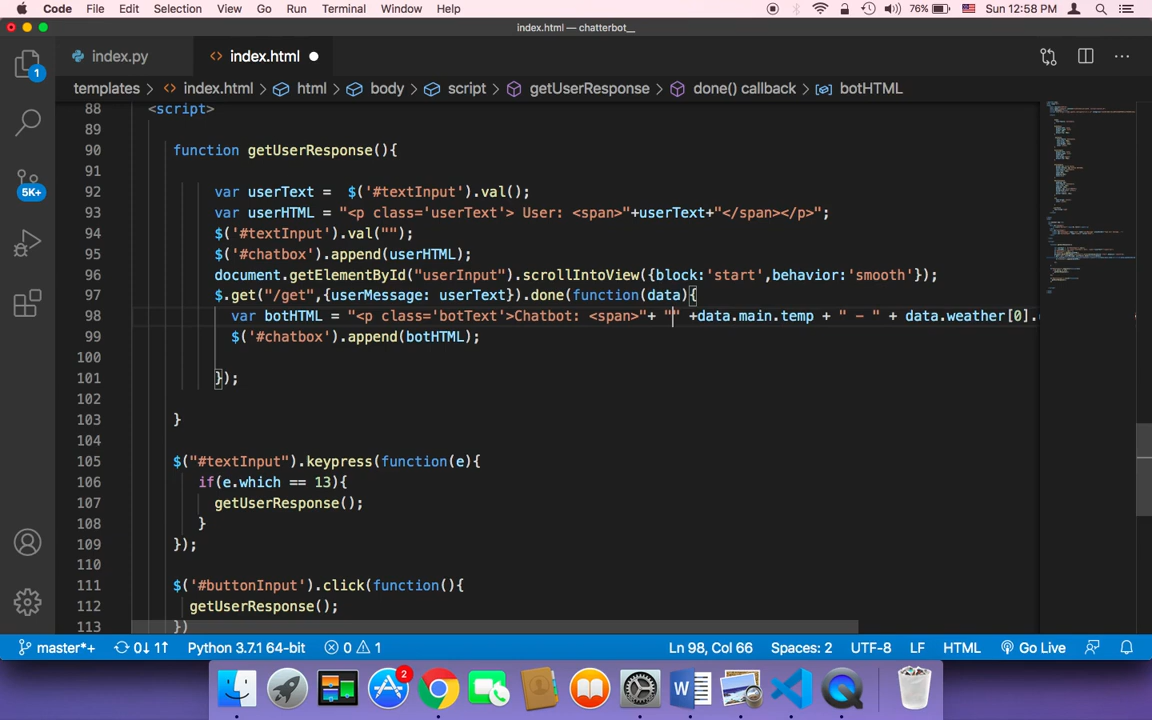 Code File Edit Selection View Go Run Terminal Window Help 76% Sun 12:58 PM
index.html — chatterbot__
index.py index.html
templates > index.html > html > body > script > getUserResponse > done() callback > botHTML
1
5K+
88 <script>
89
90 function getUserResponse(){
91
92 var userText =  $('#textInput').val();
93 var userHTML = "<p class='userText'> User: <span>"+userText+"</span></p>";
94 $('#textInput').val("");
95 $('#chatbox').append(userHTML);
96 document.getElementById("userInput").scrollIntoView({block:'start',behavior:'smooth'});
97 $.get("/get",{userMessage: userText}).done(function(data){
98 var botHTML = "<p class='botText'>Chatbot: <span>"+ "" +data.main.temp + " - " + data.weather[0].
99 $('#chatbox').append(botHTML);
100
101 });
102
103 }
104
105 $("#textInput").keypress(function(e){
106 if(e.which == 13){
107 getUserResponse();
108 }
109 });
110
111 $('#buttonInput').click(function(){
112 getUserResponse();
113 })
master*+ 0↓ 1↑ Python 3.7.1 64-bit 0 1 Ln 98, Col 66 Spaces: 2 UTF-8 LF HTML Go Live
2